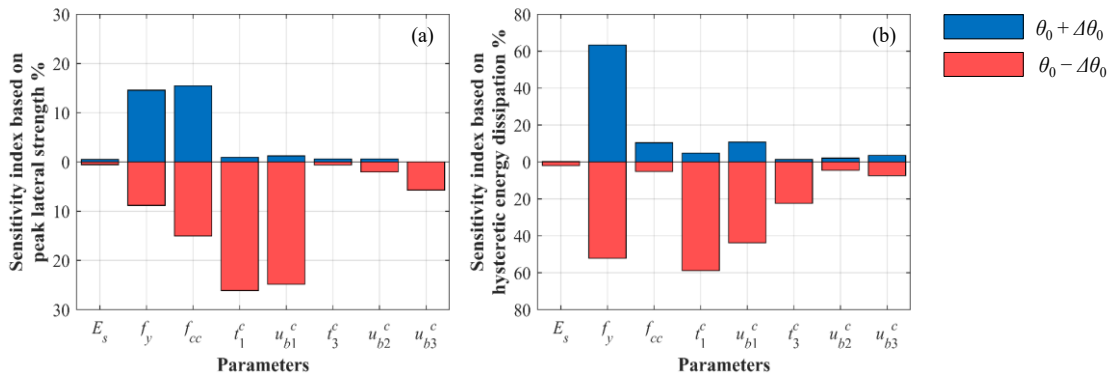 (a)
Sensitivity index based on
peak lateral strength %
30
20
10
0
10
20
30
E_s f_y f_cc t_1^c u_b1^c t_3^c u_b2^c u_b3^c
Parameters
(b)
Sensitivity index based on
hysteretic energy dissipation %
80
60
40
20
0
20
40
60
80
E_s f_y f_cc t_1^c u_b1^c t_3^c u_b2^c u_b3^c
Parameters
θ_0 + Δθ_0
θ_0 − Δθ_0